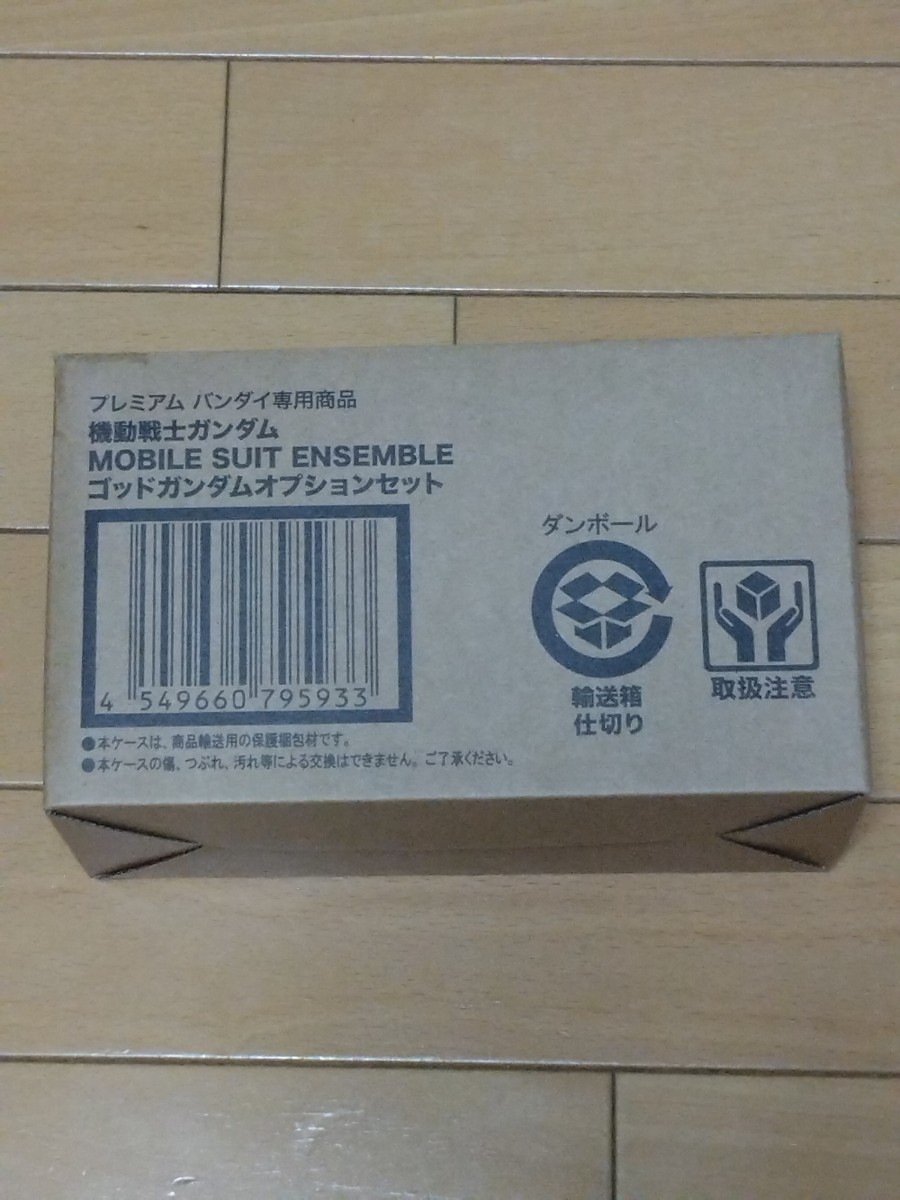 プレミアム バンダイ専用商品
機動戦士ガンダム
MOBILE SUIT ENSEMBLE
ゴッドガンダムオプションセット
4 549660 795933
●本ケースは、商品輸送用の保護梱包材です。
●本ケースの傷、つぶれ、汚れ等による交換はできません。ご了承ください。
ダンボール
輸送箱
仕切り
取扱注意